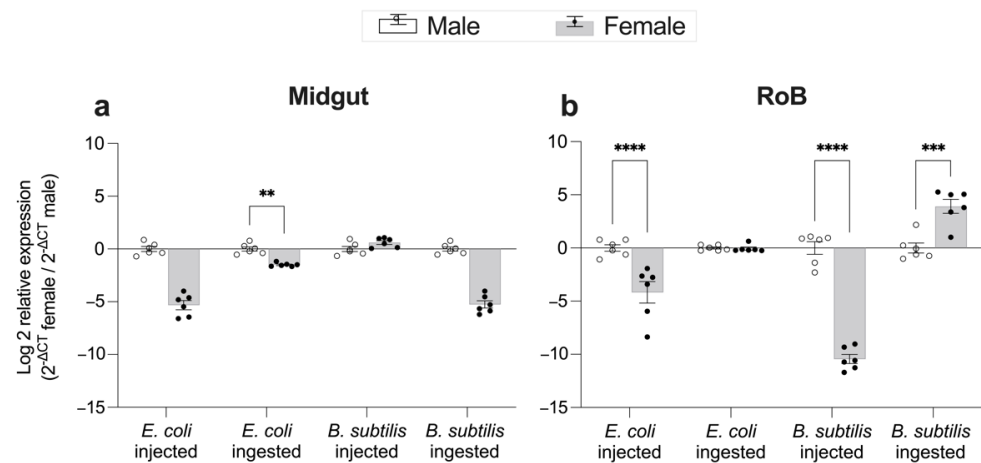 Male Female
a Midgut
b RoB
Log 2 relative expression
(2-ΔCT female / 2-ΔCT male)
10
5
0
–5
–10
–15
**
E. coli
injected
E. coli
ingested
B. subtilis
injected
B. subtilis
ingested
10
5
0
–5
–10
–15
****
****
***
E. coli
injected
E. coli
ingested
B. subtilis
injected
B. subtilis
ingested